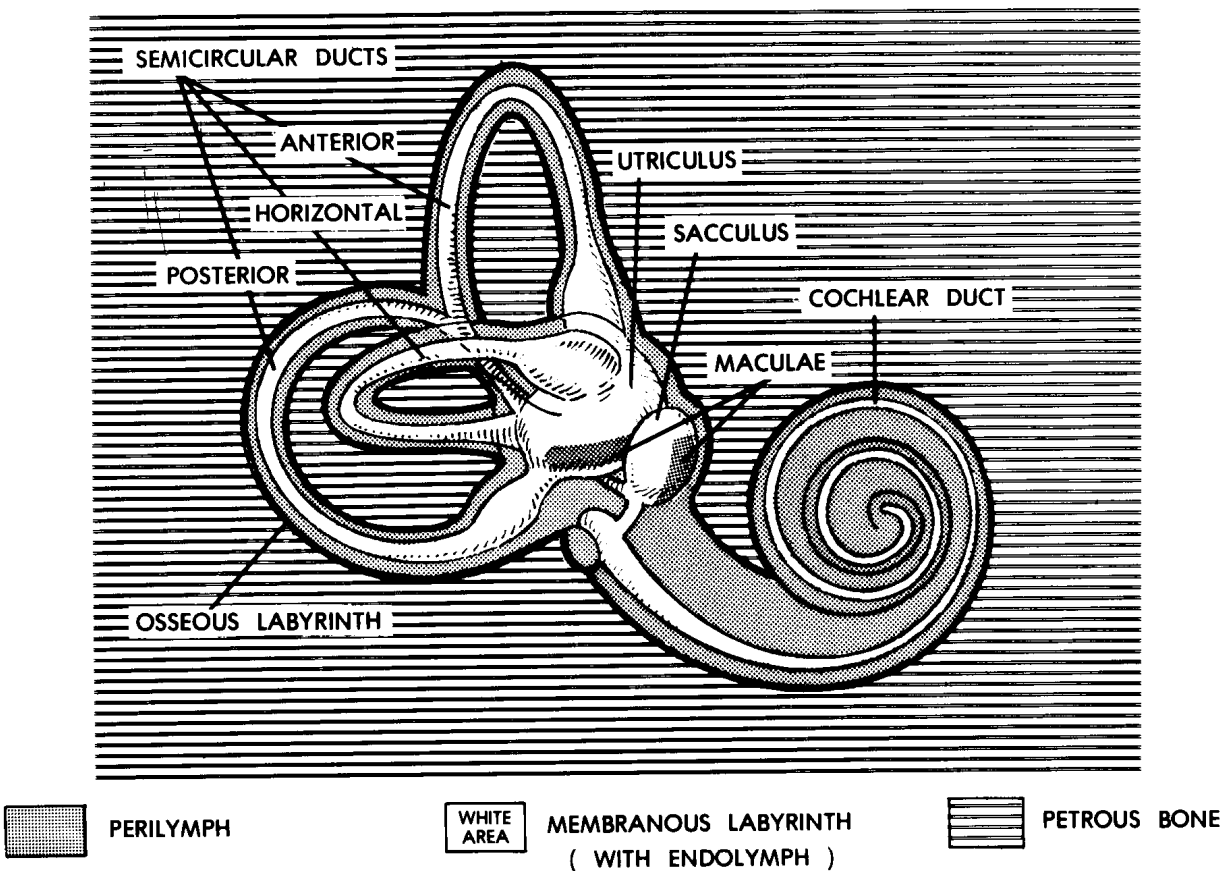 SEMICIRCULAR DUCTS
ANTERIOR
HORIZONTAL
POSTERIOR
UTRICULUS
SACCULUS
COCHLEAR DUCT
MACULAE
OSSEOUS LABYRINTH
PERILYMPH
WHITE
AREA
MEMBRANOUS LABYRINTH
( WITH ENDOLYMPH )
PETROUS BONE